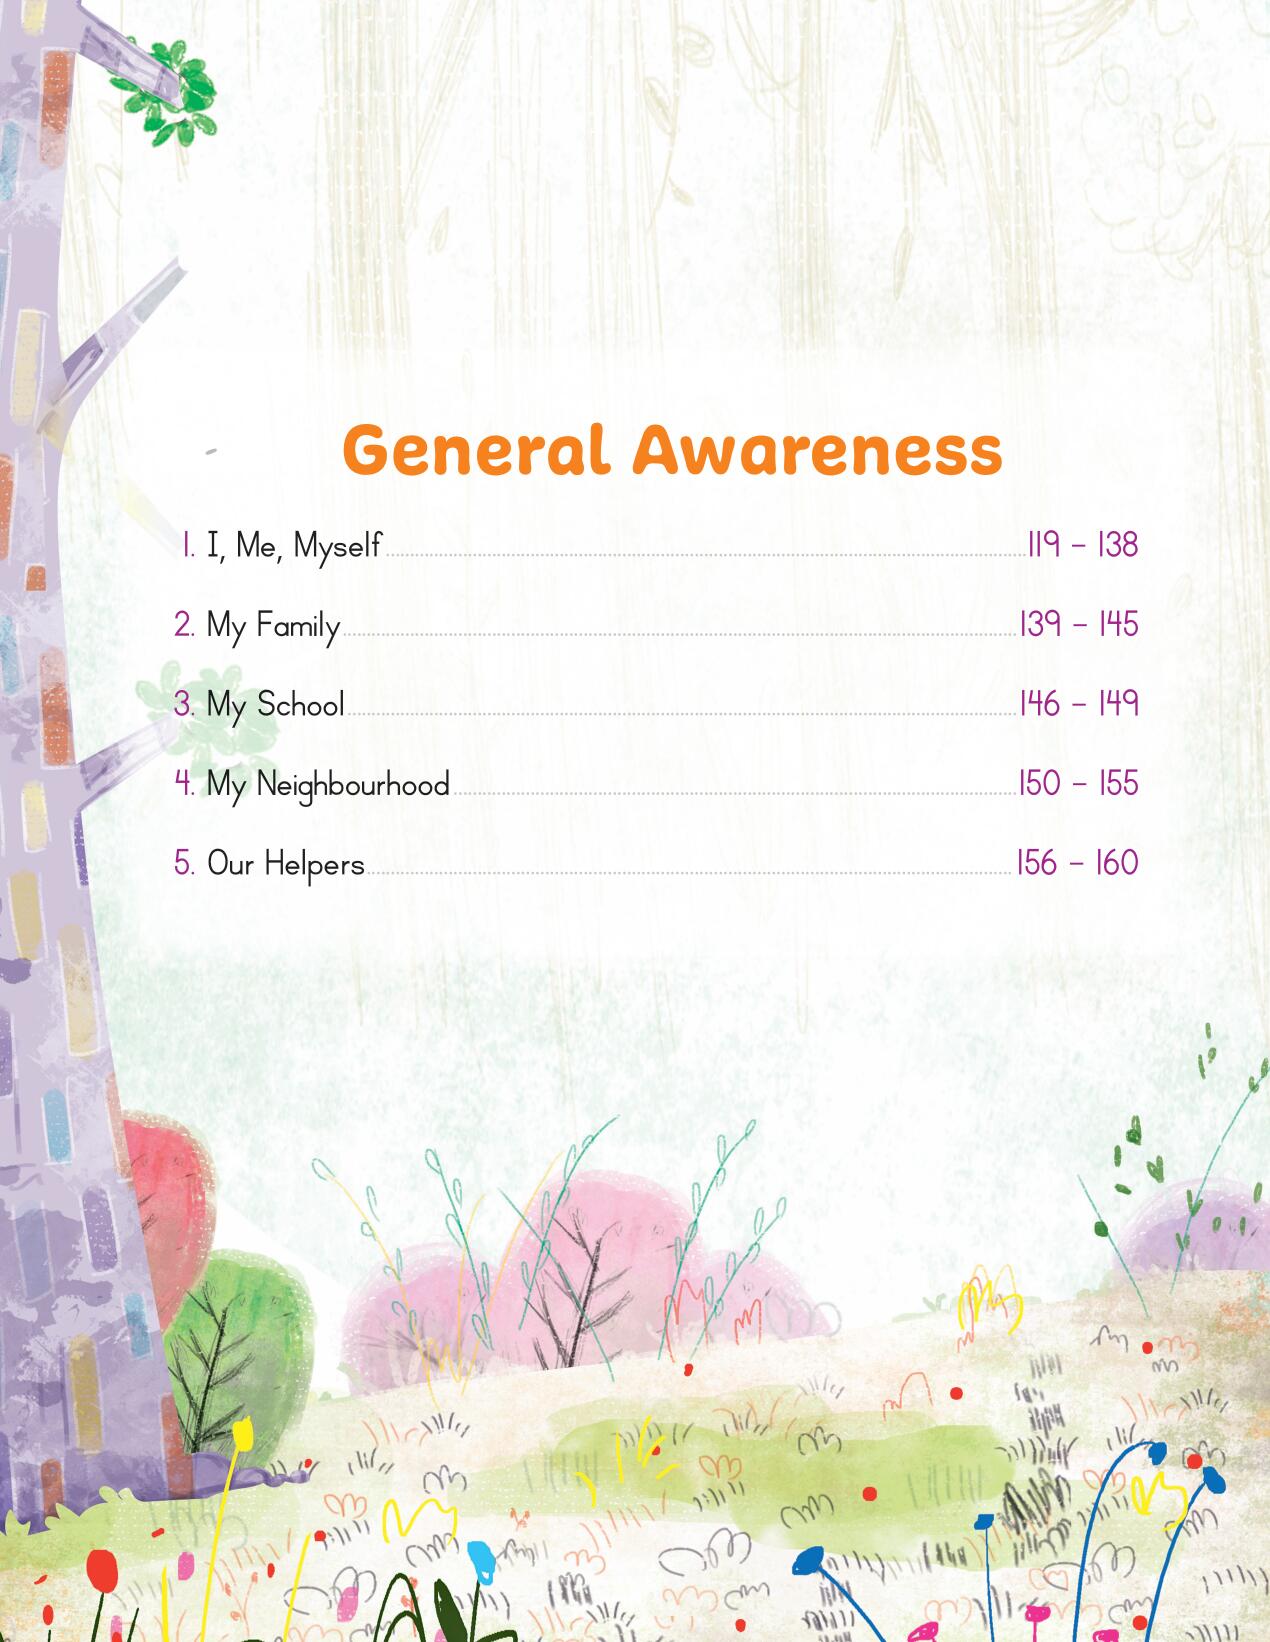 General Awareness
1. I, Me, Myself 119 – 138
2. My Family 139 – 145
3. My School 146 – 149
4. My Neighbourhood 150 – 155
5. Our Helpers 156 – 160